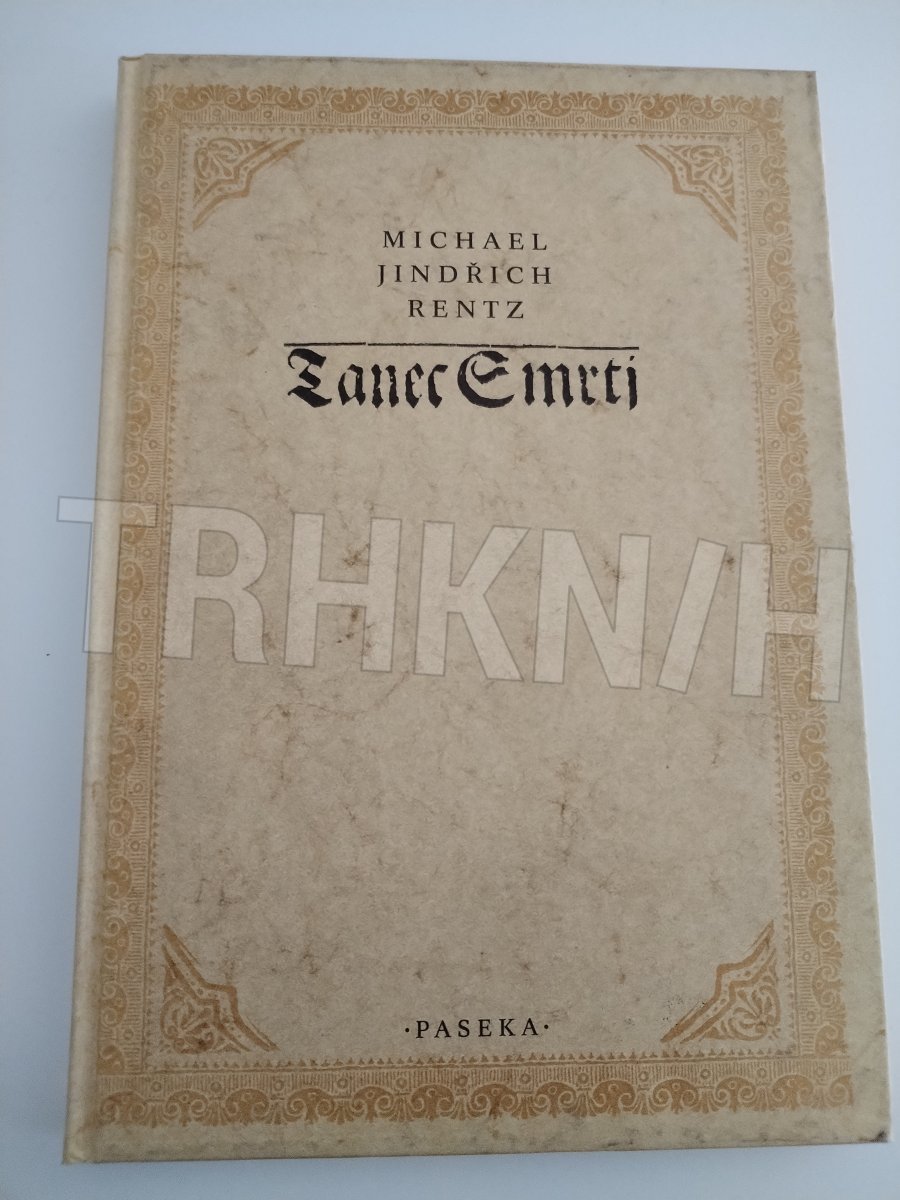 MICHAEL
JINDŘICH
RENTZ
Tanec Smrtj
TRHKNIH
·PASEKA·